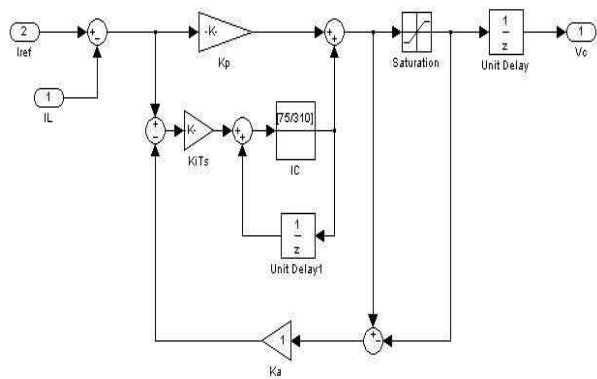 2
Iref
1
IL
-K-
Kp
Saturation
1
z
Unit Delay
1
Vc
K-
KiTs
[75/310]
IC
1
z
Unit Delay1
1
Ka